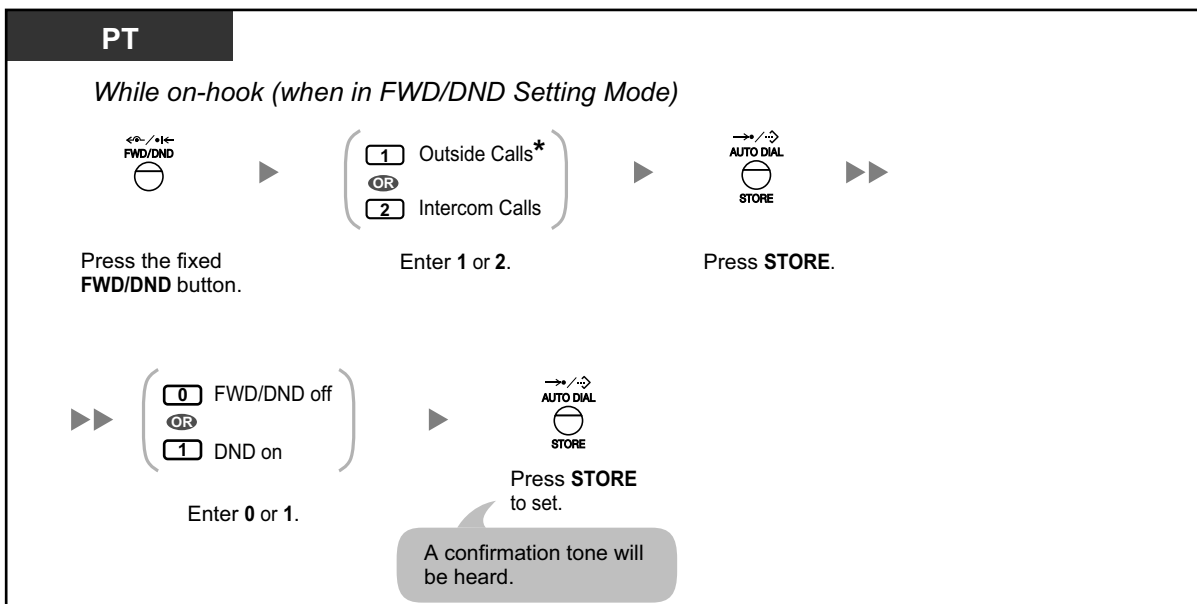 PT
While on-hook (when in FWD/DND Setting Mode)
FWD/DND
1 Outside Calls*
OR
2 Intercom Calls
AUTO DIAL
STORE
Press the fixed
FWD/DND button.
Enter 1 or 2.
Press STORE.
0 FWD/DND off
OR
1 DND on
AUTO DIAL
STORE
Enter 0 or 1.
Press STORE
to set.
A confirmation tone will
be heard.